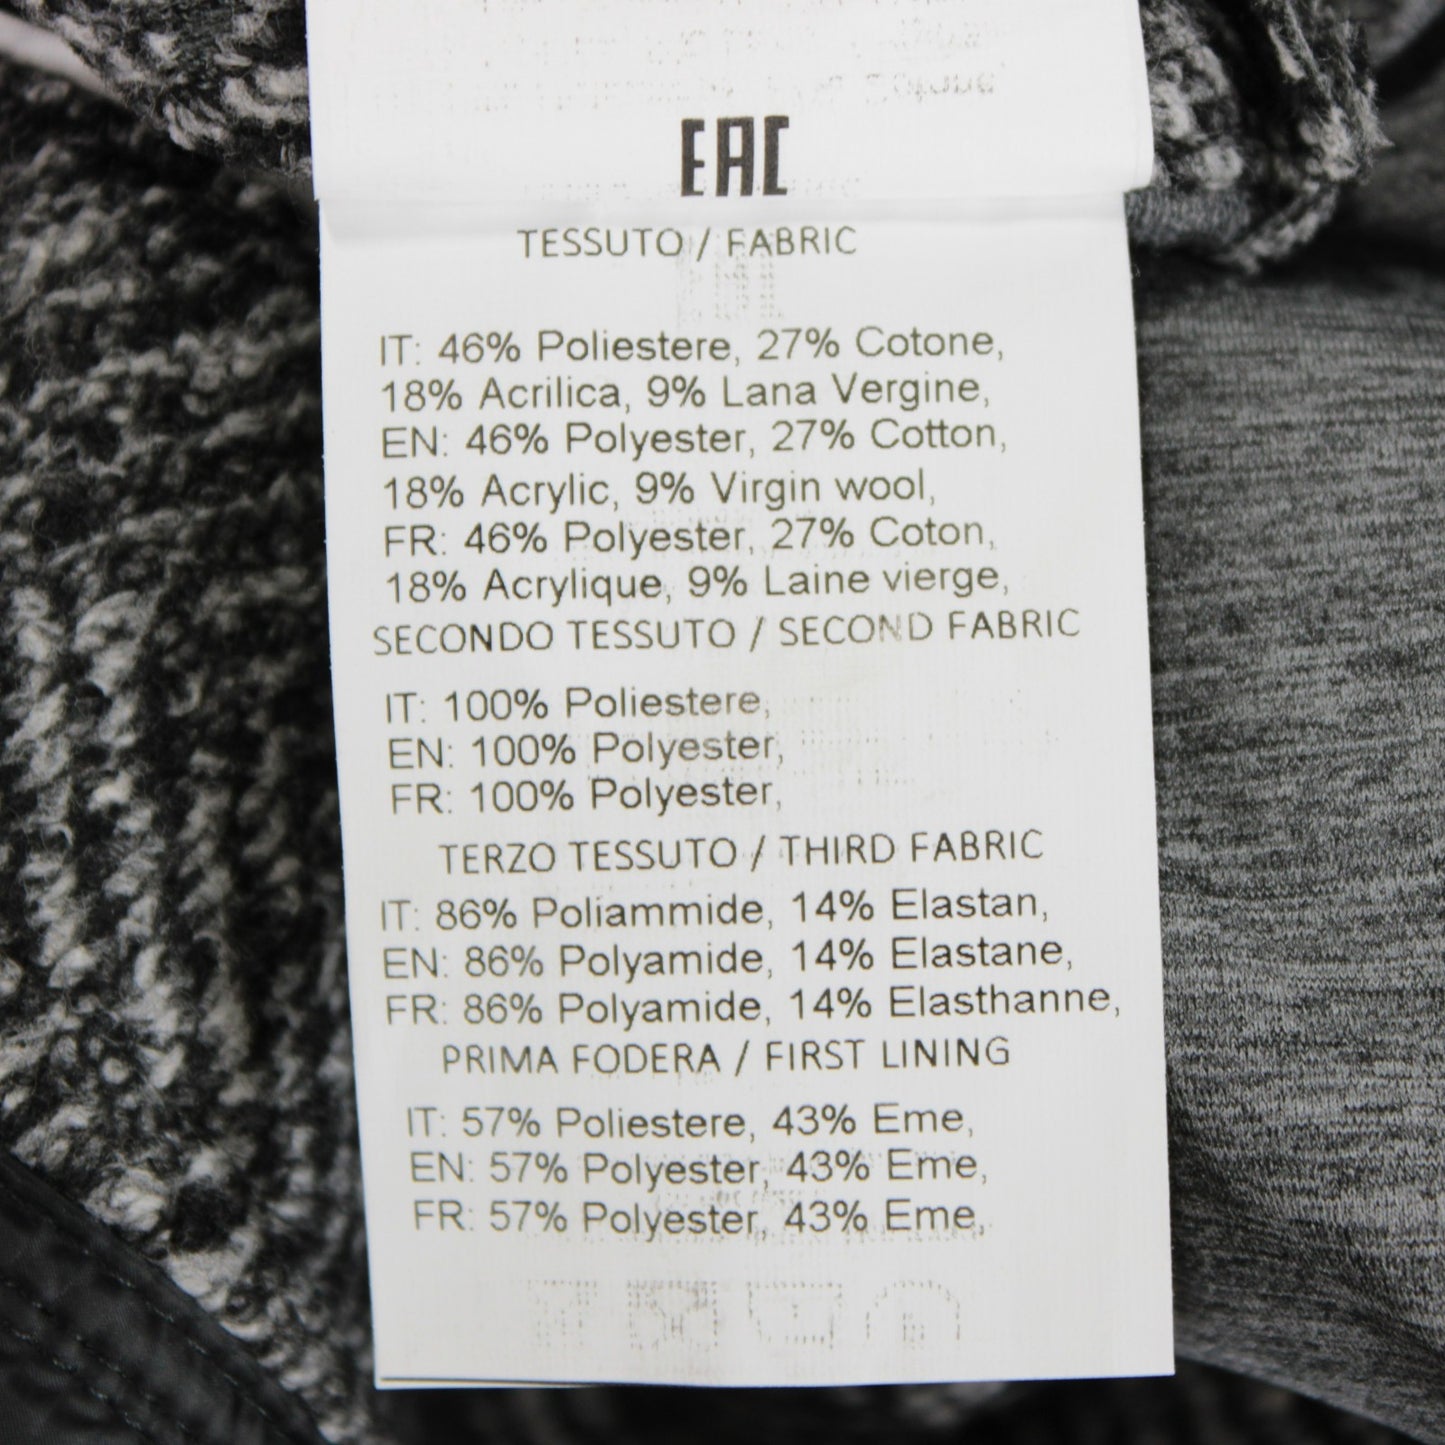 EAC
TESSUTO / FABRIC
IT: 46% Poliestere, 27% Cotone,
18% Acrilica, 9% Lana Vergine,
EN: 46% Polyester, 27% Cotton,
18% Acrylic, 9% Virgin wool,
FR: 46% Polyester, 27% Coton,
18% Acrylique, 9% Laine vierge,
SECONDO TESSUTO / SECOND FABRIC
IT: 100% Poliestere,
EN: 100% Polyester,
FR: 100% Polyester,
TERZO TESSUTO / THIRD FABRIC
IT: 86% Poliammide, 14% Elastan,
EN: 86% Polyamide, 14% Elastane,
FR: 86% Polyamide, 14% Elasthanne,
PRIMA FODERA / FIRST LINING
IT: 57% Poliestere, 43% Eme,
EN: 57% Polyester, 43% Eme,
FR: 57% Polyester, 43% Eme,